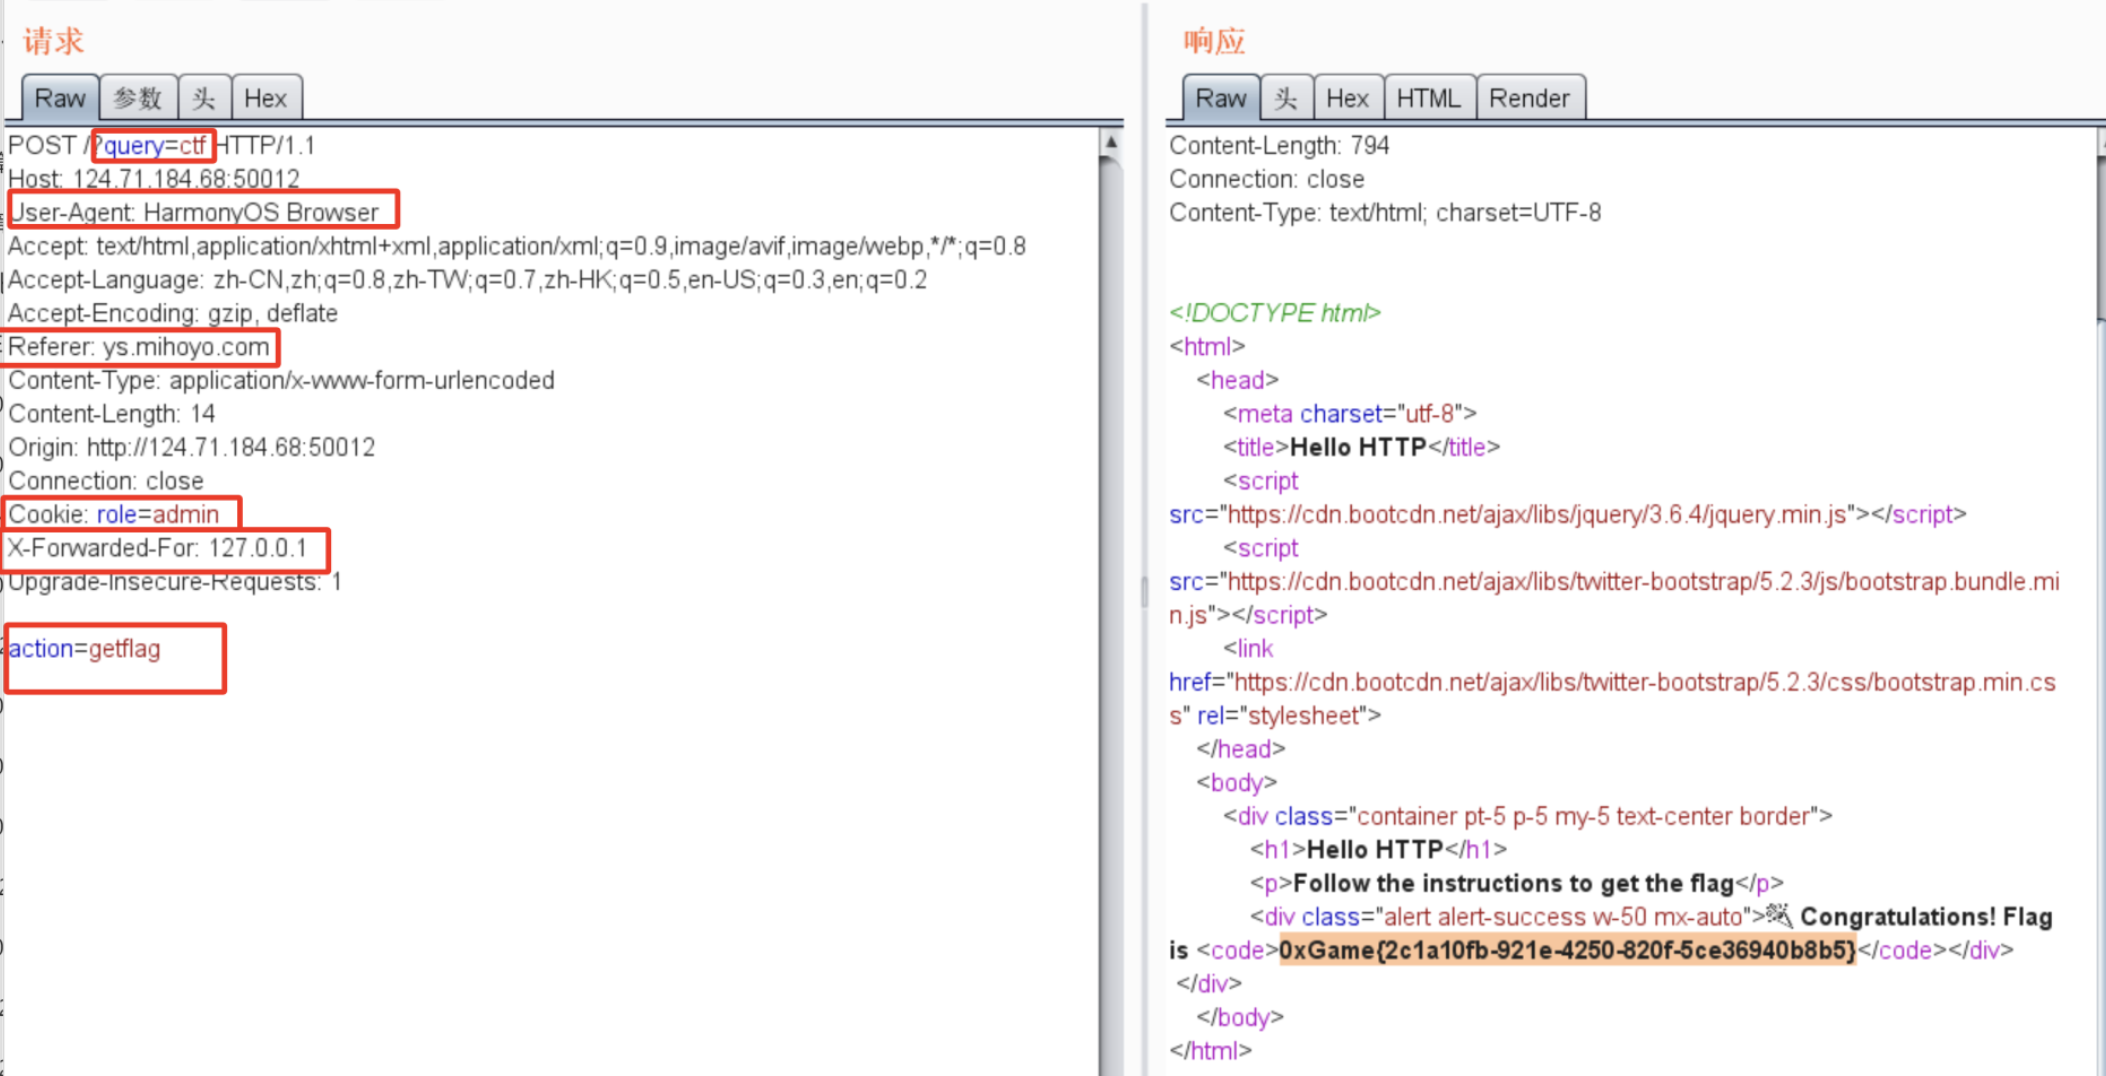 请求
Raw 参数 头 Hex
POST /?query=ctf HTTP/1.1
Host: 124.71.184.68:50012
User-Agent: HarmonyOS Browser
Accept: text/html,application/xhtml+xml,application/xml;q=0.9,image/avif,image/webp,*/*;q=0.8
Accept-Language: zh-CN,zh;q=0.8,zh-TW;q=0.7,zh-HK;q=0.5,en-US;q=0.3,en;q=0.2
Accept-Encoding: gzip, deflate
Referer: ys.mihoyo.com
Content-Type: application/x-www-form-urlencoded
Content-Length: 14
Origin: http://124.71.184.68:50012
Connection: close
Cookie: role=admin
X-Forwarded-For: 127.0.0.1
Upgrade-Insecure-Requests: 1
action=getflag
响应
Raw 头 Hex HTML Render
Content-Length: 794
Connection: close
Content-Type: text/html; charset=UTF-8
<!DOCTYPE html>
<html>
<head>
<meta charset="utf-8">
<title>Hello HTTP</title>
<script
src="https://cdn.bootcdn.net/ajax/libs/jquery/3.6.4/jquery.min.js"></script>
<script
src="https://cdn.bootcdn.net/ajax/libs/twitter-bootstrap/5.2.3/js/bootstrap.bundle.mi
n.js"></script>
<link
href="https://cdn.bootcdn.net/ajax/libs/twitter-bootstrap/5.2.3/css/bootstrap.min.cs
s" rel="stylesheet">
</head>
<body>
<div class="container pt-5 p-5 my-5 text-center border">
<h1>Hello HTTP</h1>
<p>Follow the instructions to get the flag</p>
<div class="alert alert-success w-50 mx-auto">🎉 Congratulations! Flag
is <code>0xGame{2c1a10fb-921e-4250-820f-5ce36940b8b5}</code></div>
</div>
</body>
</html>